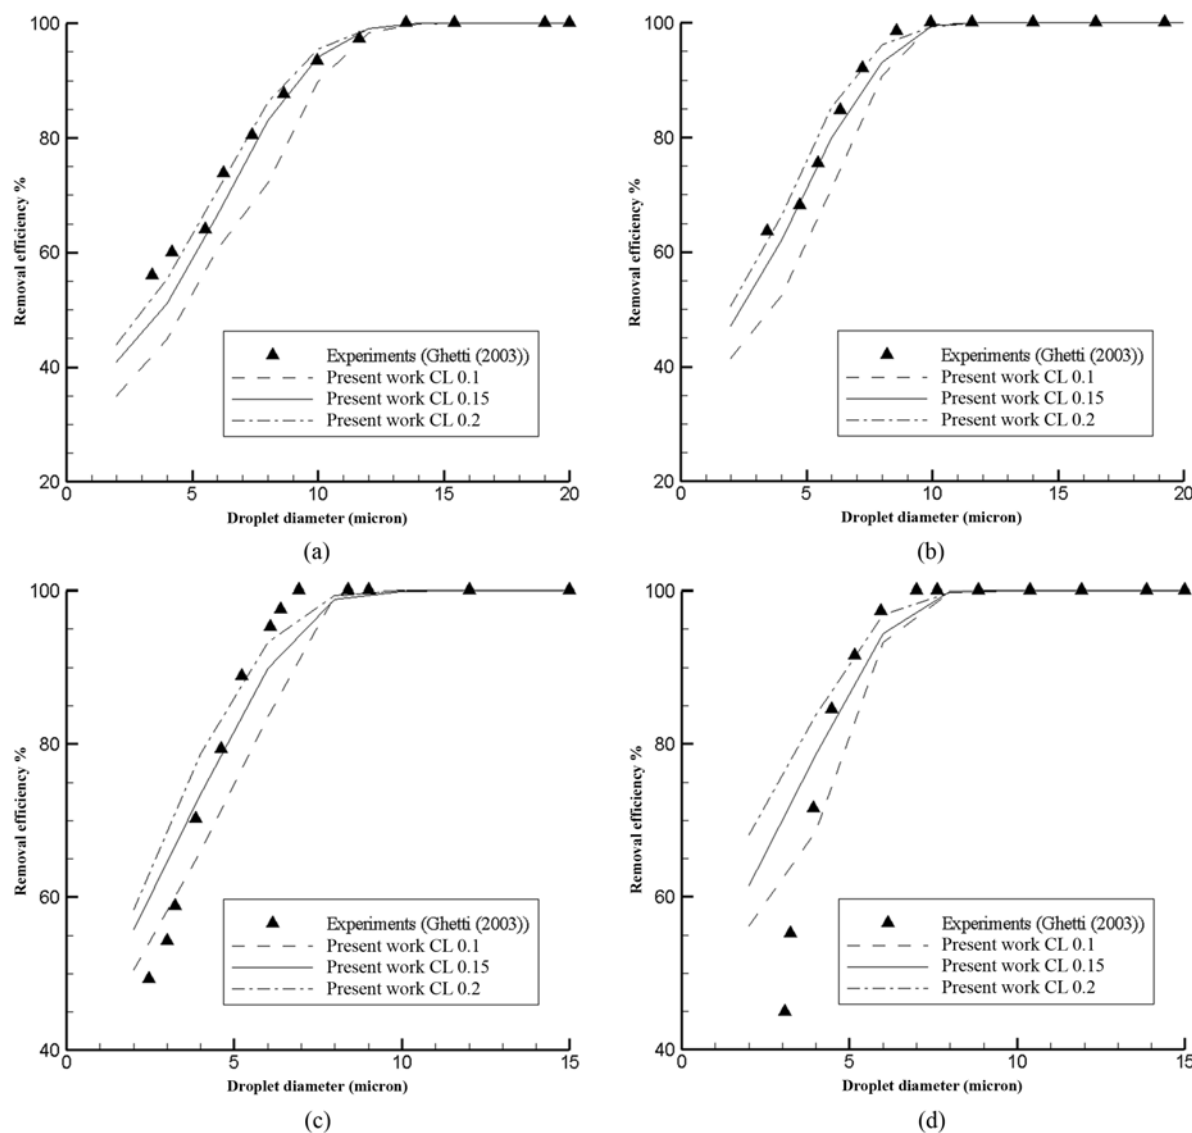 100
80
60
40
20
Removal efficiency %
Experiments (Ghetti (2003))
Present work CL 0.1
Present work CL 0.15
Present work CL 0.2
0 5 10 15 20
Droplet diameter (micron)
(a)
100
80
60
40
20
Removal efficiency %
Experiments (Ghetti (2003))
Present work CL 0.1
Present work CL 0.15
Present work CL 0.2
0 5 10 15 20
Droplet diameter (micron)
(b)
100
80
60
40
Removal efficiency %
Experiments (Ghetti (2003))
Present work CL 0.1
Present work CL 0.15
Present work CL 0.2
0 5 10 15
Droplet diameter (micron)
(c)
100
80
60
40
Removal efficiency %
Experiments (Ghetti (2003))
Present work CL 0.1
Present work CL 0.15
Present work CL 0.2
0 5 10 15
Droplet diameter (micron)
(d)